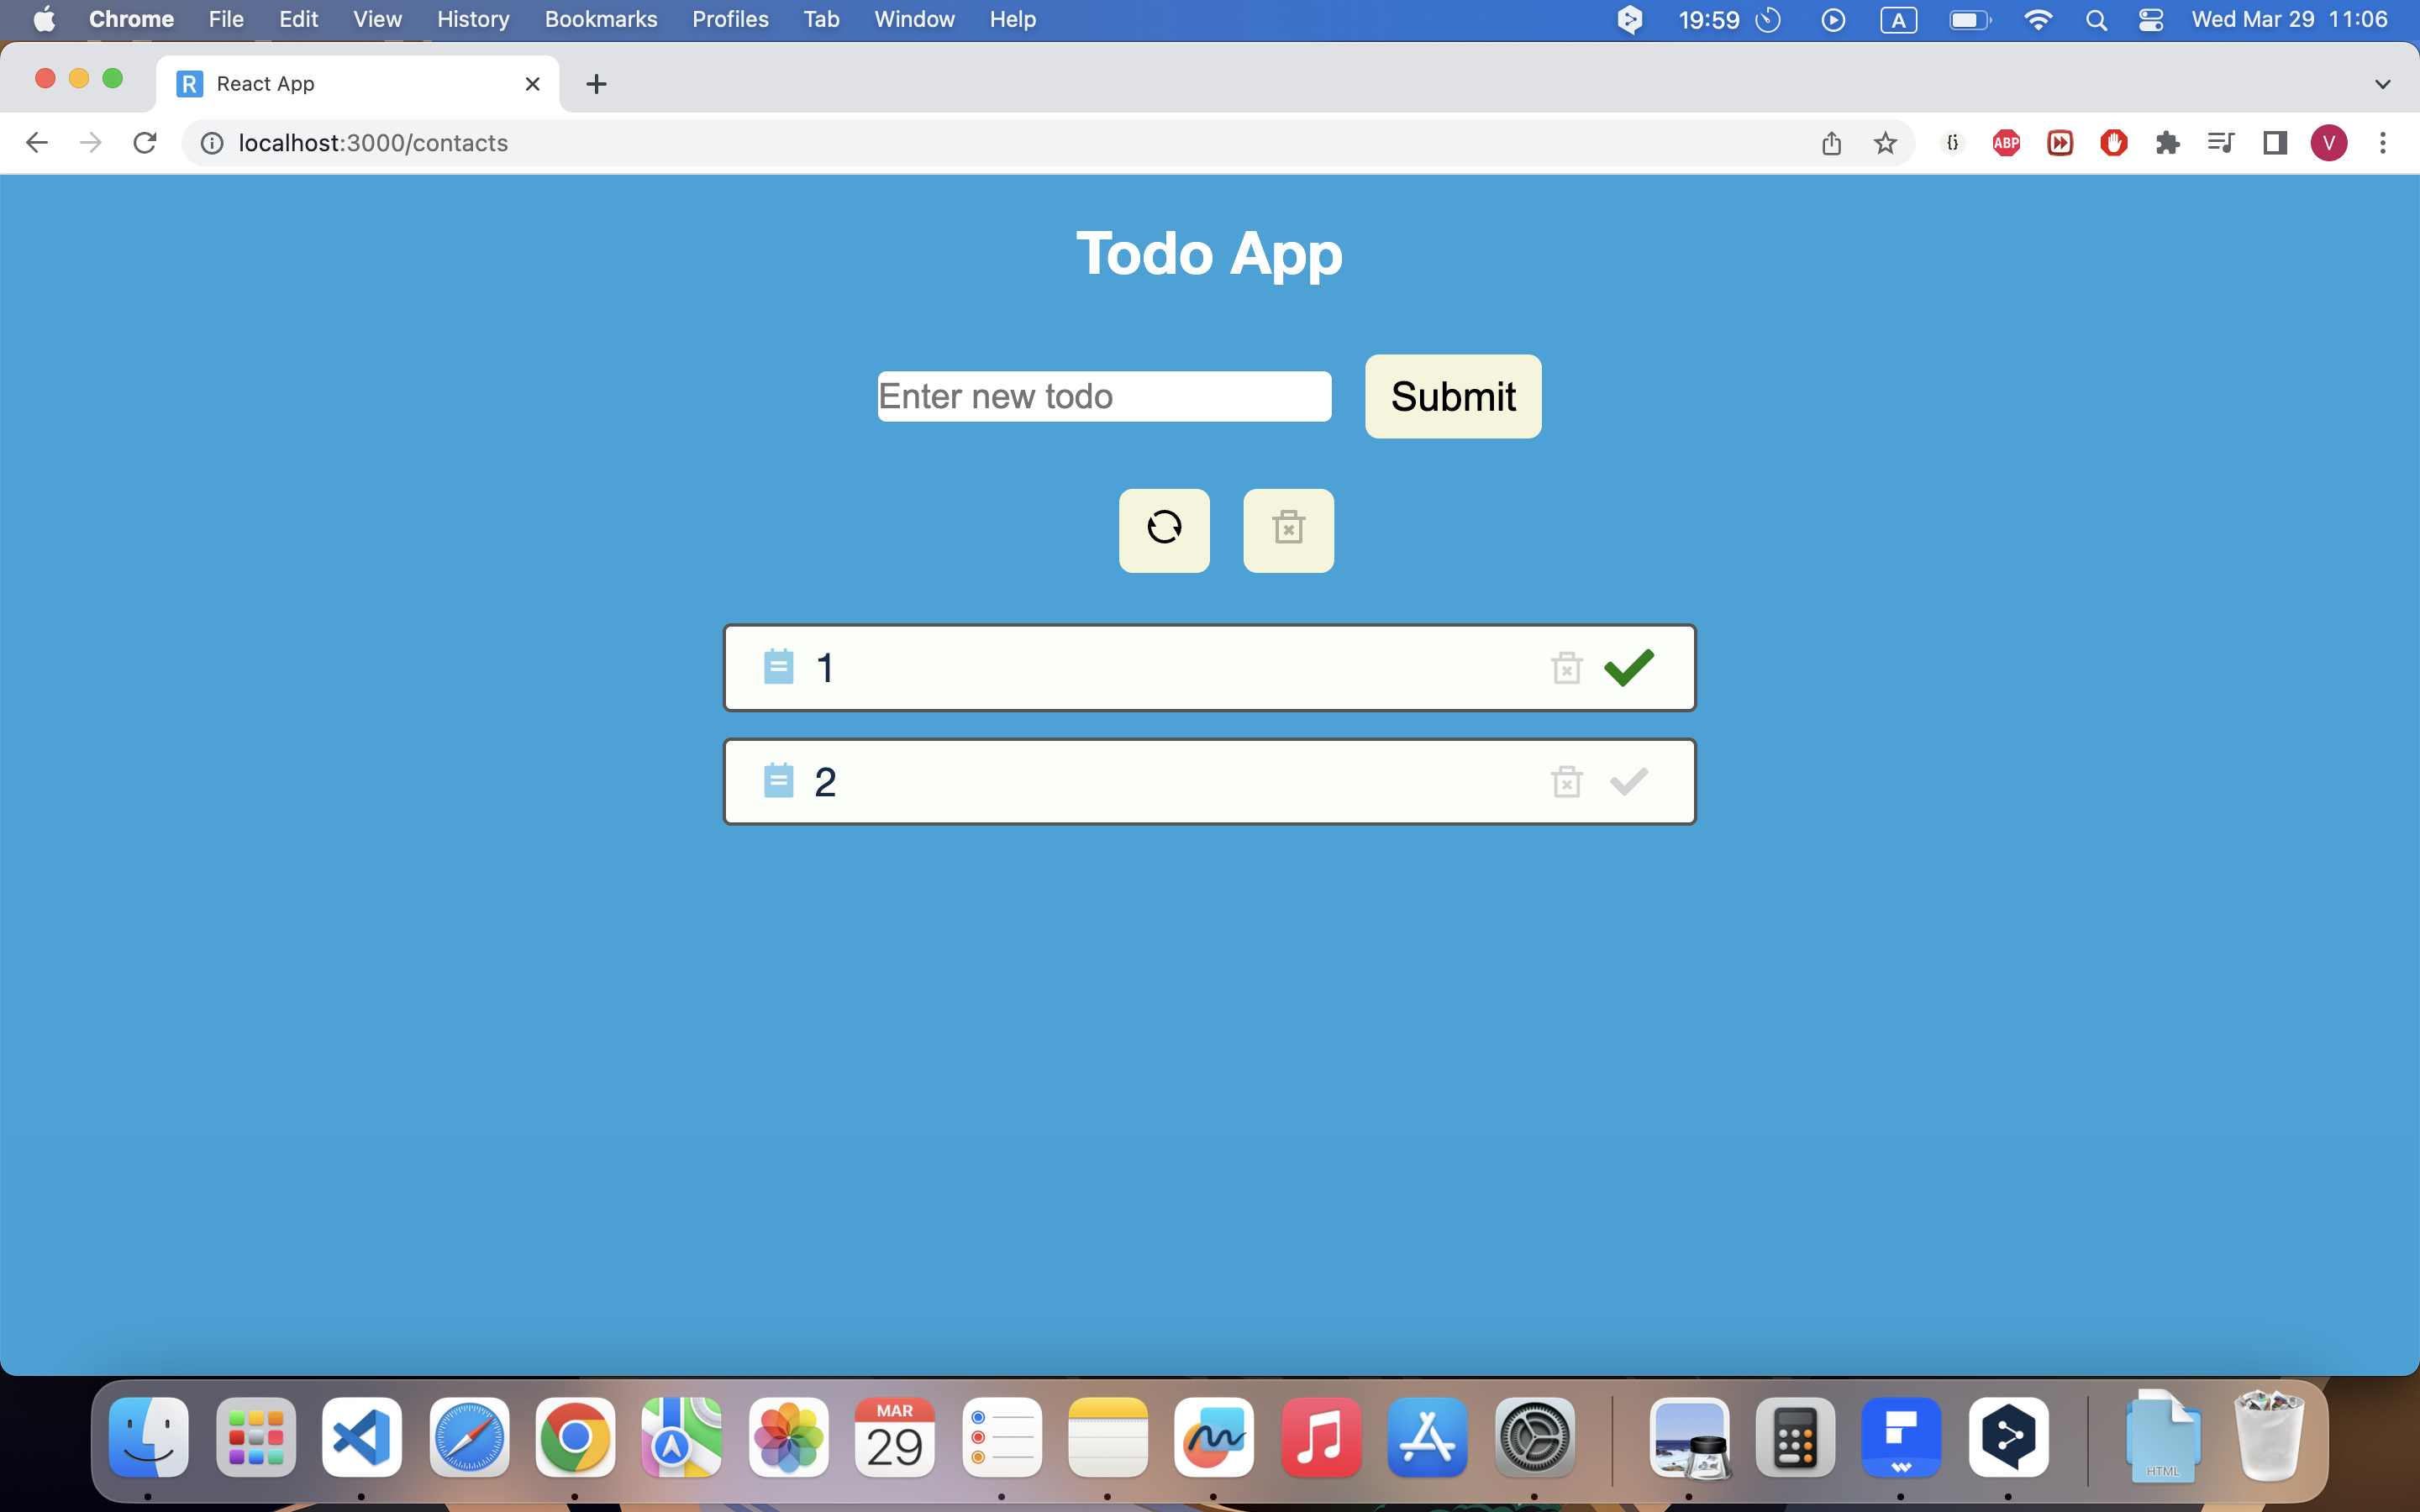 Chrome File Edit View History Bookmarks Profiles Tab Window Help 19:59 A Wed Mar 29 11:06
R React App
localhost:3000/contacts {} ABP V
Todo App
Enter new todo Submit
1
2
MAR
29
HTML